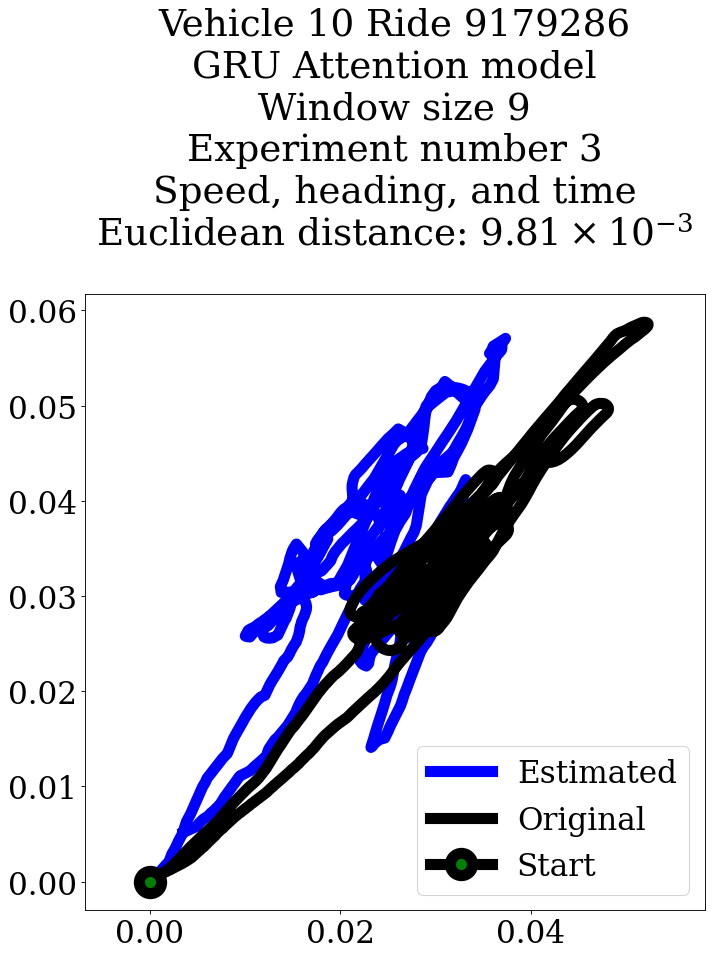 Vehicle 10 Ride 9179286
GRU Attention model
Window size 9
Experiment number 3
Speed, heading, and time
Euclidean distance: 9.81 × 10⁻³
0.06
0.05
0.04
0.03
0.02
0.01
0.00
Estimated
Original
Start
0.00 0.02 0.04